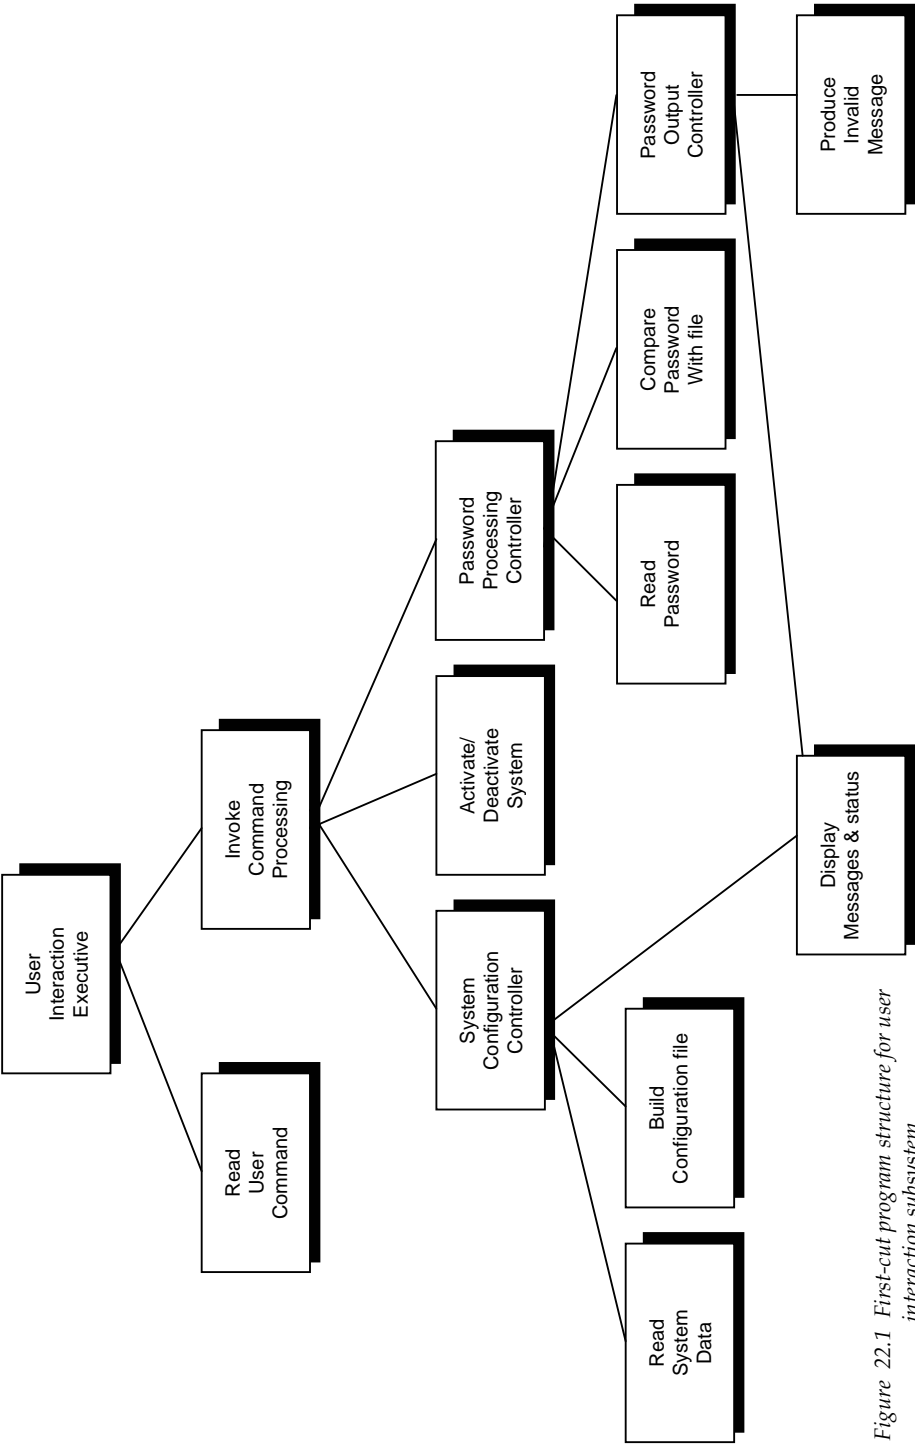 User
Interaction
Executive
Read
User
Command
Invoke
Command
Processing
System
Configuration
Controller
Activate/
Deactivate
System
Password
Processing
Controller
Read
System
Data
Build
Configuration file
Read
Password
Compare
Password
With file
Password
Output
Controller
Display
Messages & status
Produce
Invalid
Message
Figure 22.1 First-cut program structure for user
interaction subsystem